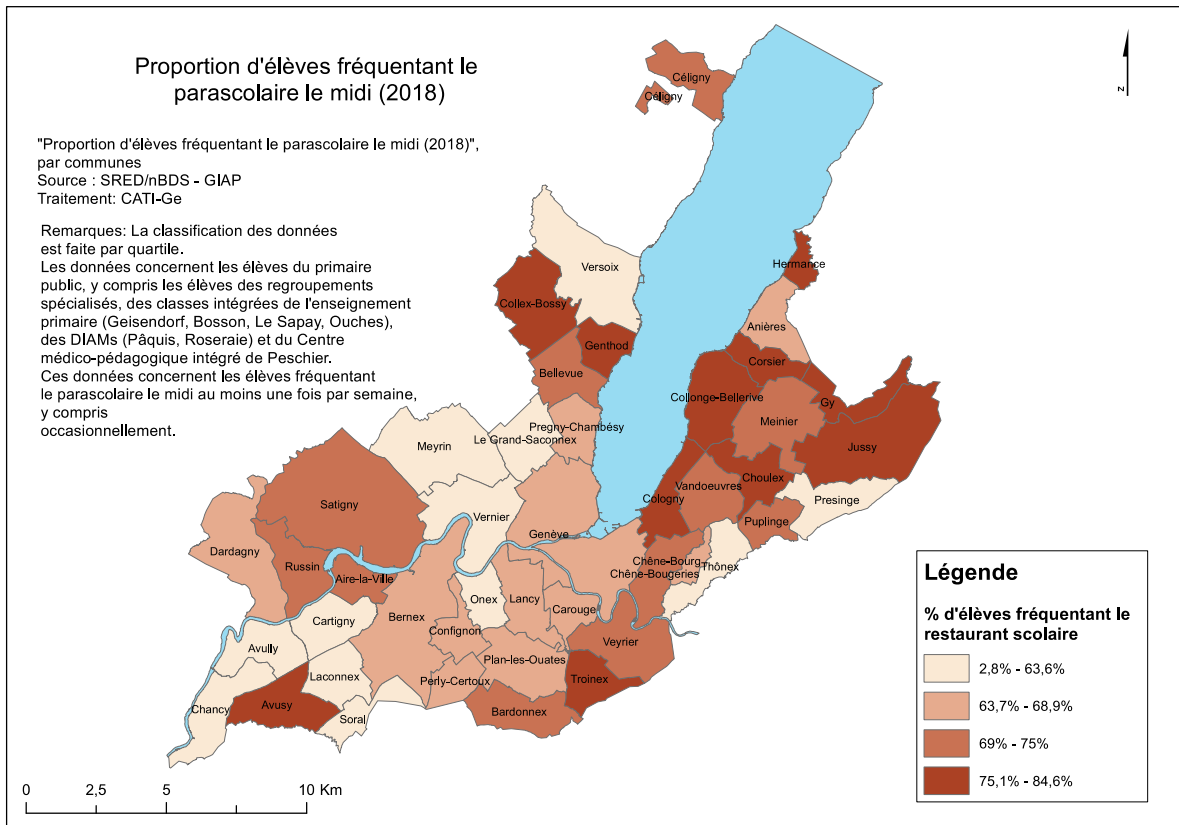 Proportion d'élèves fréquentant le
parascolaire le midi (2018)
"Proportion d'élèves fréquentant le parascolaire le midi (2018)",
par communes
Source : SRED/nBDS - GIAP
Traitement: CATI-Ge
Remarques: La classification des données
est faite par quartile.
Les données concernent les élèves du primaire
public, y compris les élèves des regroupements
spécialisés, des classes intégrées de l'enseignement
primaire (Geisendorf, Bosson, Le Sapay, Ouches),
des DIAMs (Pâquis, Roseraie) et du Centre
médico-pédagogique intégré de Peschier.
Ces données concernent les élèves fréquentant
le parascolaire le midi au moins une fois par semaine,
y compris
occasionnellement.
N
Céligny
Céligny
Versoix
Hermance
Collex-Bossy
Anières
Genthod
Corsier
Bellevue
Collonge-Bellerive
Gy
Meinier
Pregny-Chambésy
Le Grand-Saconnex
Meyrin
Jussy
Choulex
Vandoeuvres
Cologny
Presinge
Satigny
Vernier
Puplinge
Genève
Dardagny
Chêne-Bourg
Thônex
Russin
Chêne-Bougeries
Aire-la-Ville
Onex
Lancy
Carouge
Bernex
Cartigny
Confignon
Veyrier
Avully
Plan-les-Ouates
Laconnex
Perly-Certoux
Troinex
Avusy
Chancy
Bardonnex
Soral
Légende
% d'élèves fréquentant le
restaurant scolaire
2,8% - 63,6%
63,7% - 68,9%
69% - 75%
75,1% - 84,6%
0 2,5 5 10 Km